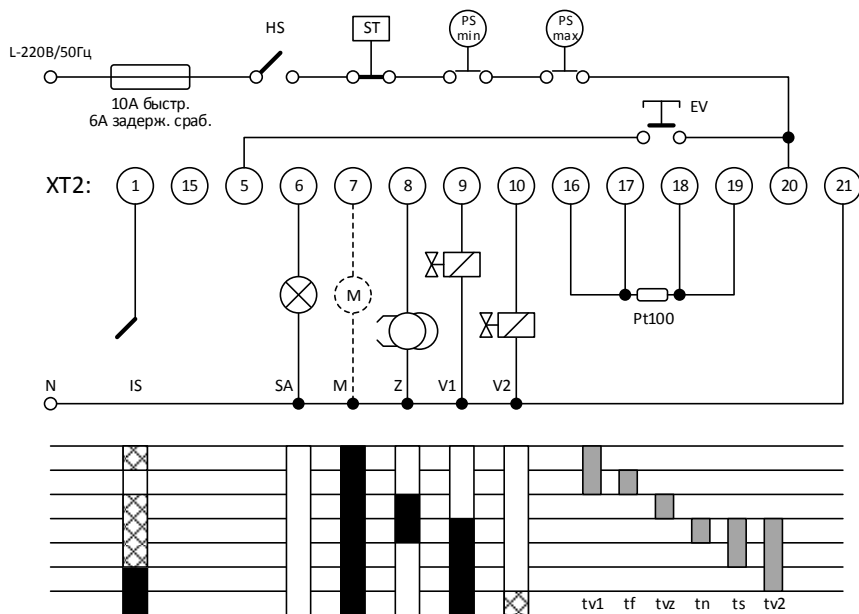 HS ST PS PS
min max
L-220В/50Гц
10А быстр.
6А задерж. сраб.
EV
XT2: 1 15 5 6 7 8 9 10 16 17 18 19 20 21
M
Pt100
N IS SA M Z V1 V2
tv1 tf tvz tn ts tv2